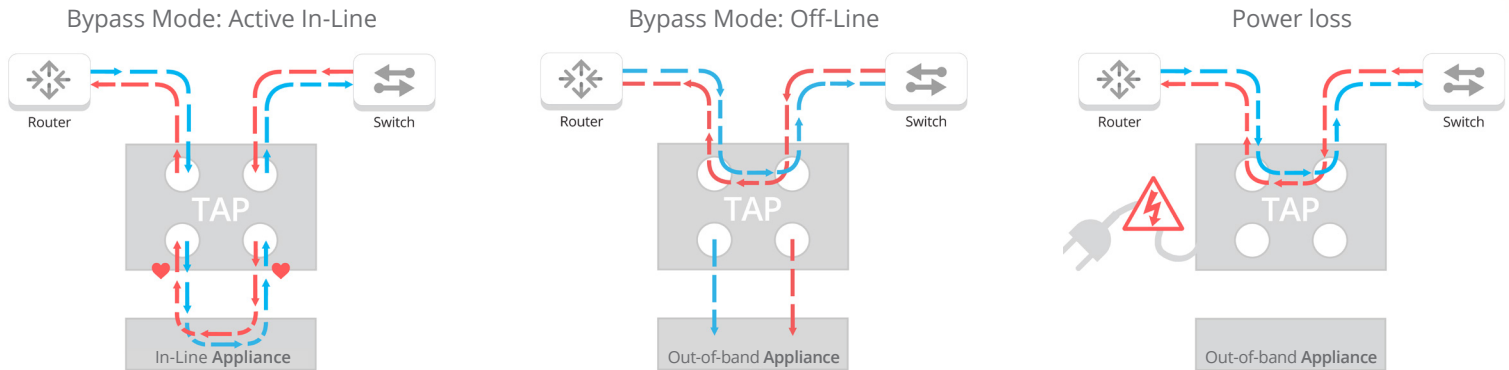 Bypass Mode: Active In-Line
Router
Switch
TAP
In-Line Appliance
Bypass Mode: Off-Line
Router
Switch
TAP
Out-of-band Appliance
Power loss
Router
Switch
TAP
Out-of-band Appliance